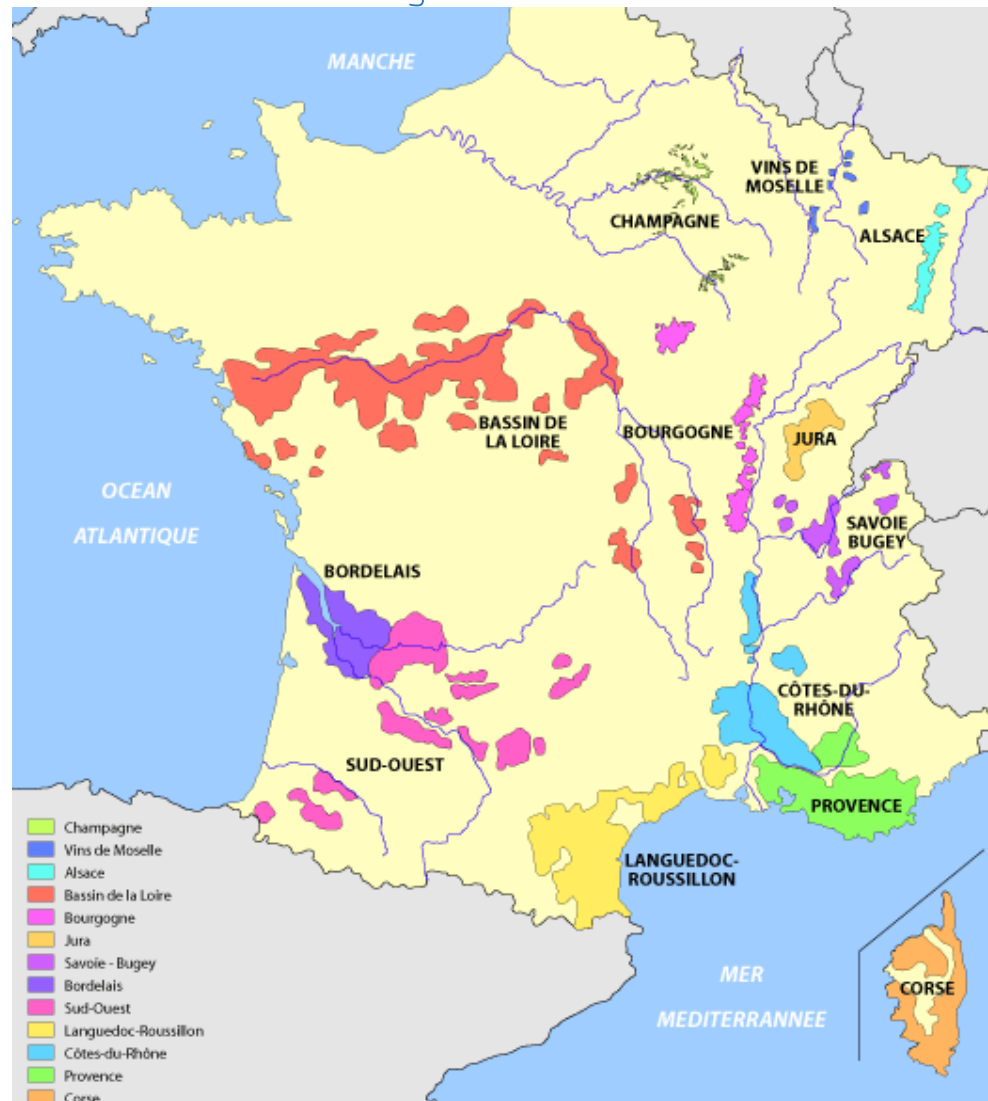 MANCHE
VINS DE
MOSELLE
CHAMPAGNE
ALSACE
BASSIN DE
LA LOIRE
BOURGOGNE
JURA
OCEAN
ATLANTIQUE
SAVOIE
BUGEY
BORDELAIS
CÔTES-DU-
RHÔNE
SUD-OUEST
PROVENCE
LANGUEDOC-
ROUSSILLON
MER
MEDITERRANNEE
CORSE
Champagne
Vins de Moselle
Alsace
Bassin de la Loire
Bourgogne
Jura
Savoie - Bugey
Bordelais
Sud-Ouest
Languedoc-Roussillon
Côtes-du-Rhône
Provence
Corse